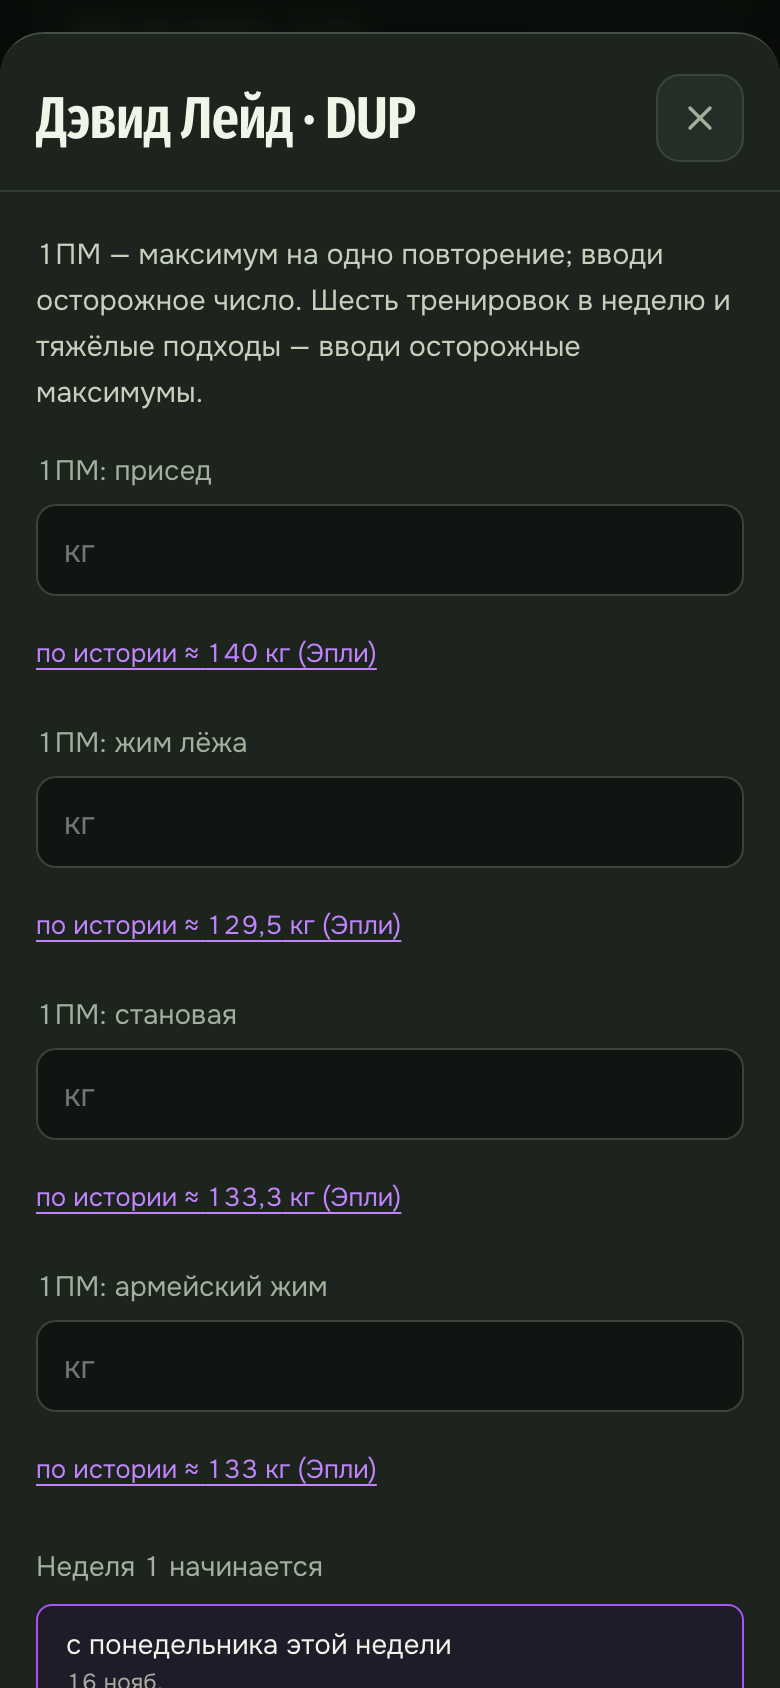 Дэвид Лейд · DUP
1ПМ — максимум на одно повторение; вводи
осторожное число. Шесть тренировок в неделю и
тяжёлые подходы — вводи осторожные
максимумы.
1ПМ: присед
кг
по истории ≈ 140 кг (Эпли)
1ПМ: жим лёжа
кг
по истории ≈ 129,5 кг (Эпли)
1ПМ: становая
кг
по истории ≈ 133,3 кг (Эпли)
1ПМ: армейский жим
кг
по истории ≈ 133 кг (Эпли)
Неделя 1 начинается
с понедельника этой недели
16 нояб.